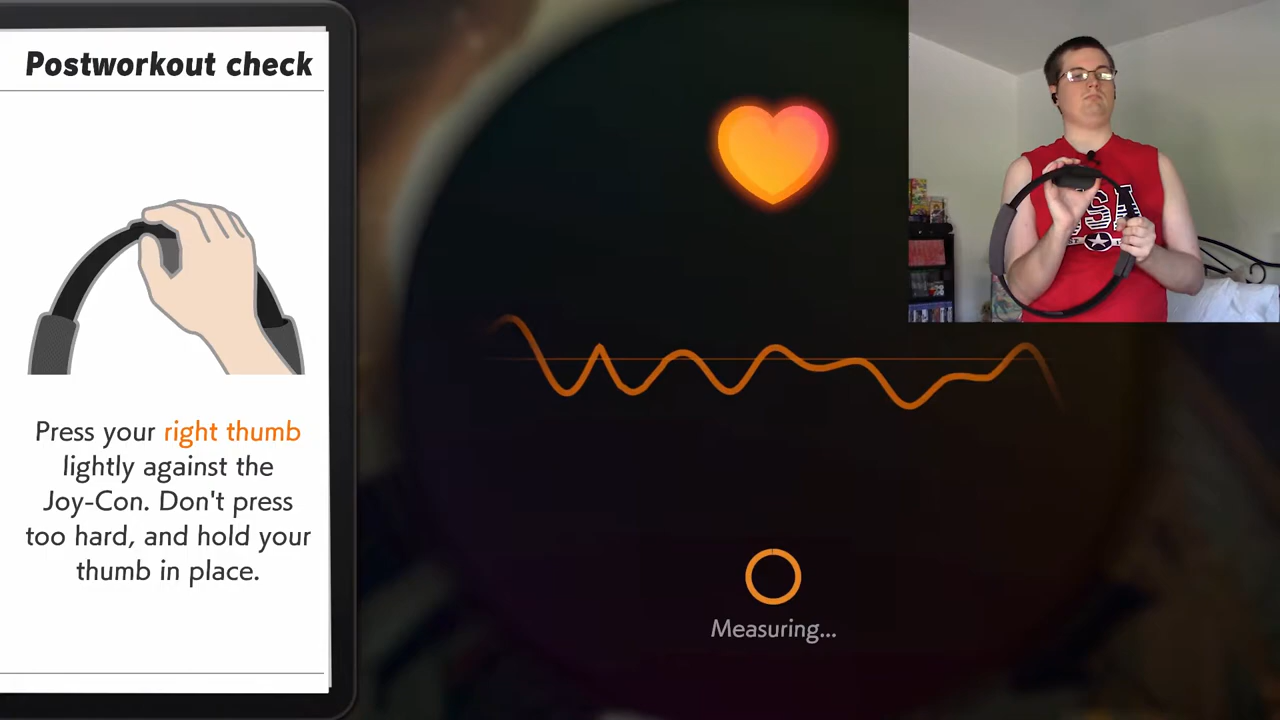 Postworkout check
Press your right thumb
lightly against the
Joy-Con. Don't press
too hard, and hold your
thumb in place.
Measuring...
USA